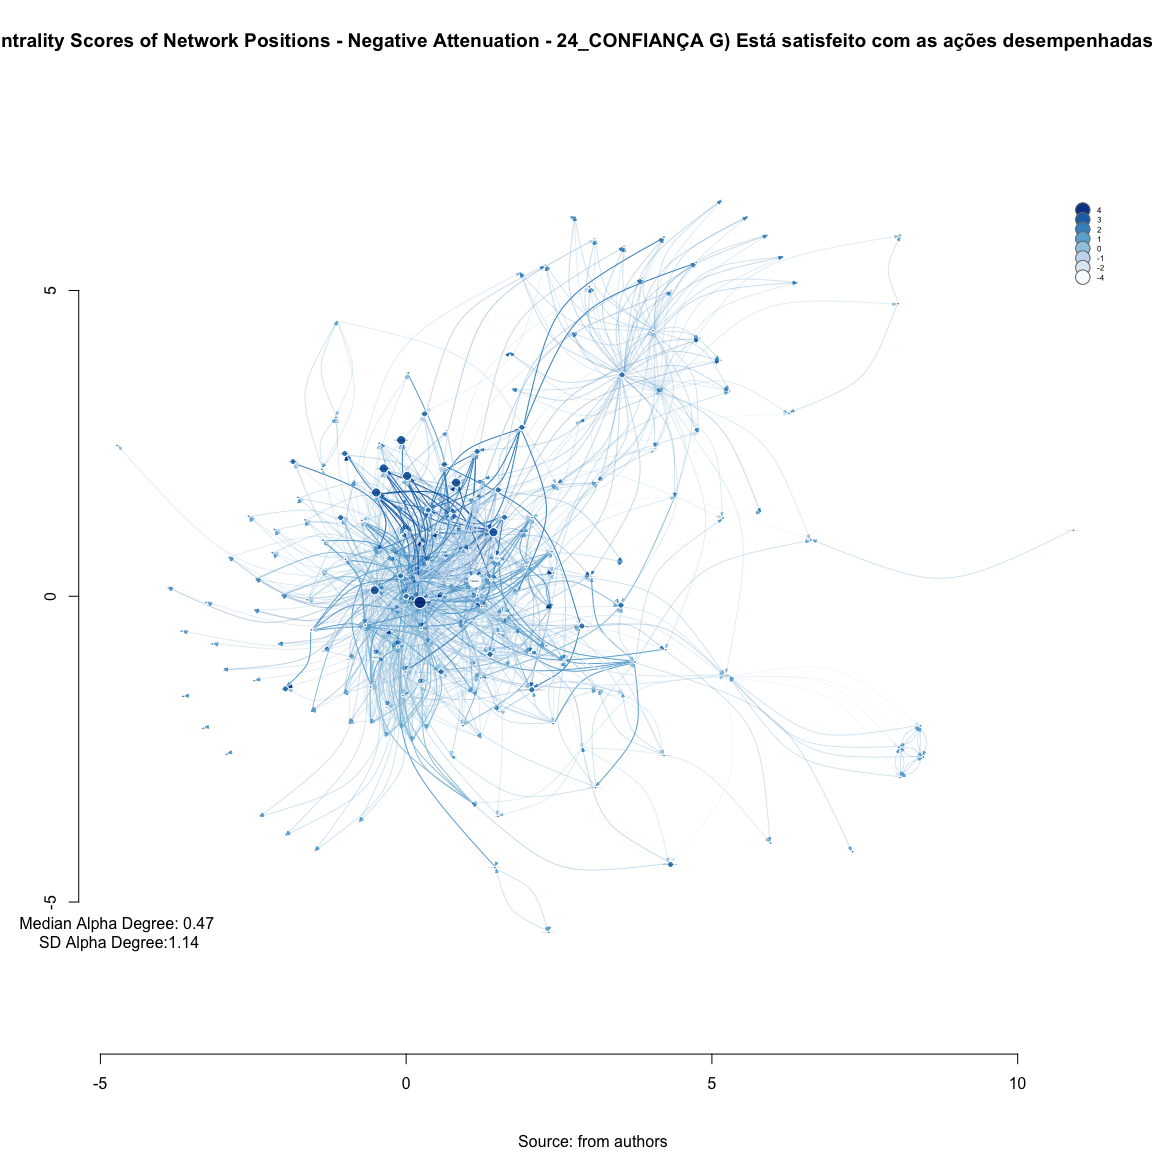 ntrality Scores of Network Positions - Negative Attenuation - 24_CONFIANÇA G) Está satisfeito com as ações desempenhadas
4
3
2
1
0
-1
-2
-4
5
0
-5
Median Alpha Degree: 0.47
SD Alpha Degree:1.14
-5 0 5 10
Source: from authors